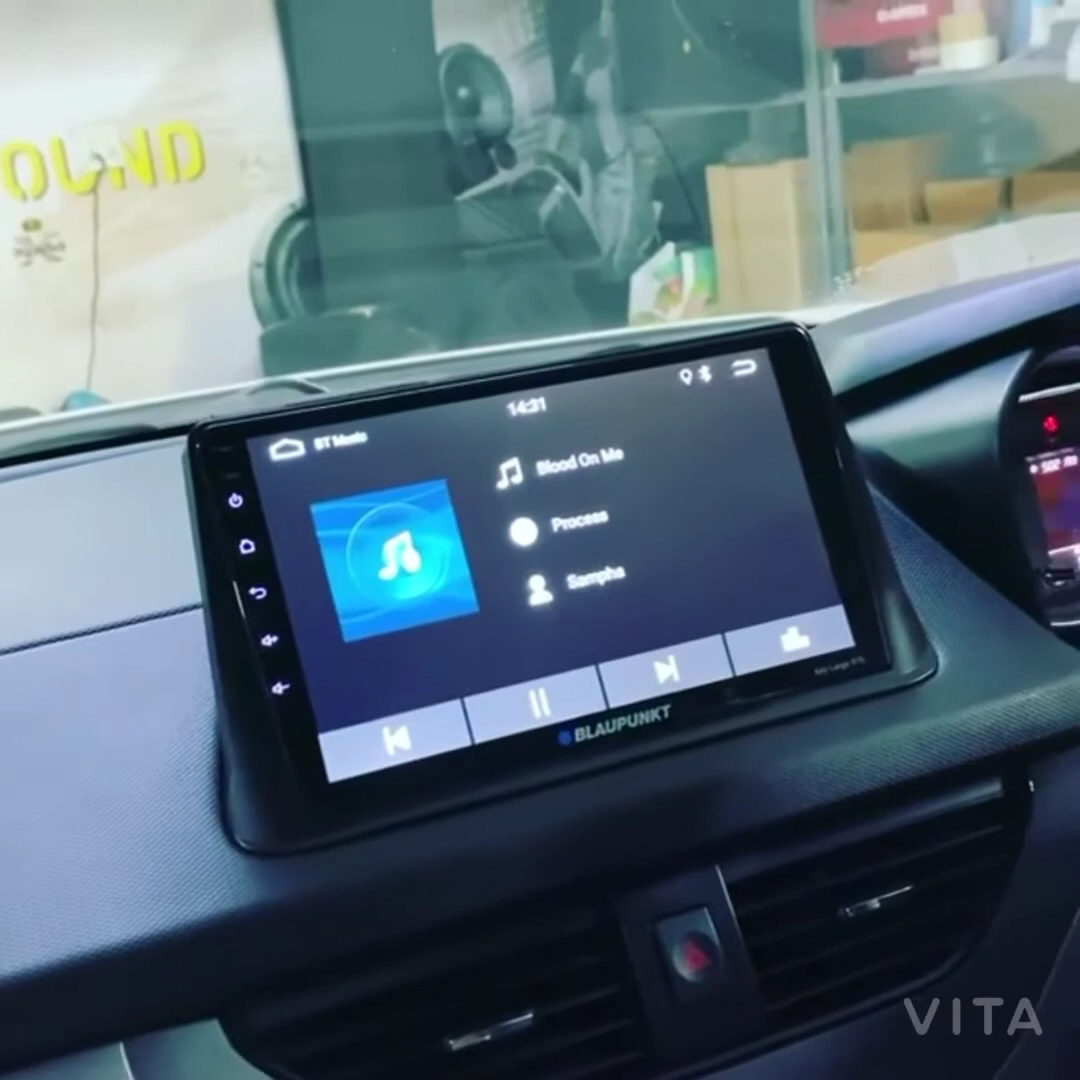 OUND
14:31
BT Music
Blood On Me
Process
Sampha
BLAUPUNKT
VITA